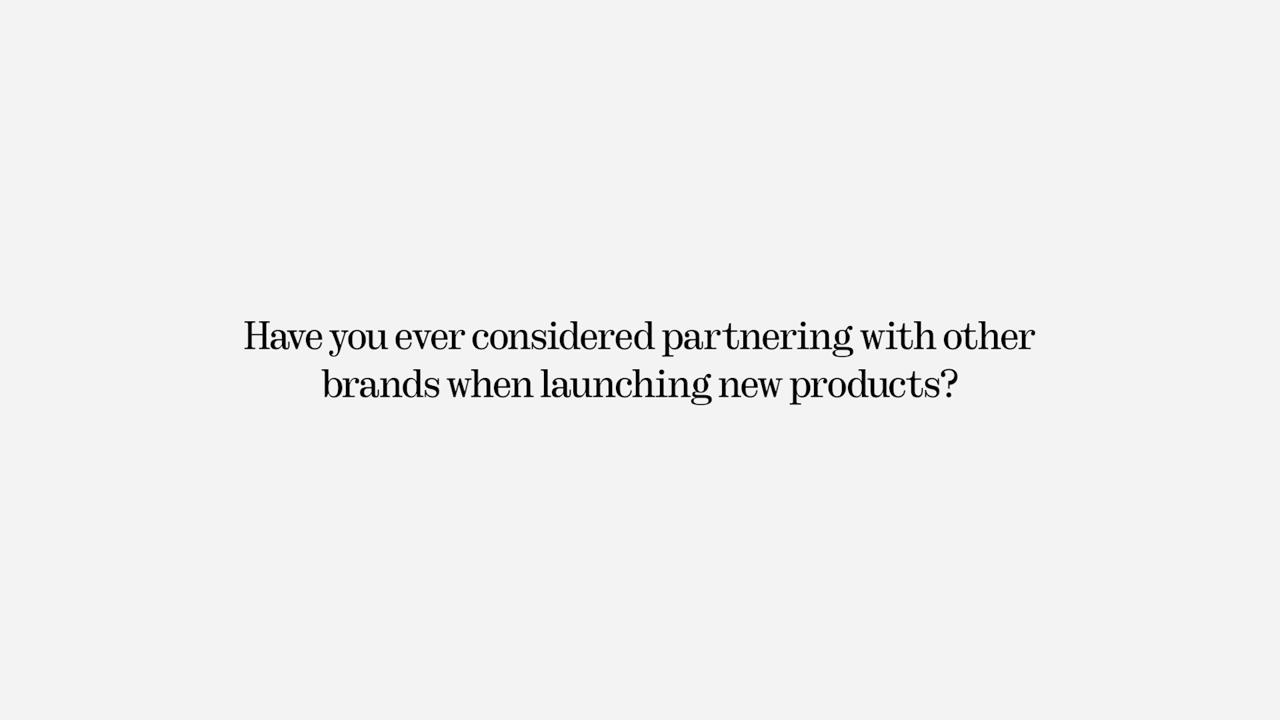 Have you ever considered partnering with other
brands when launching new products?